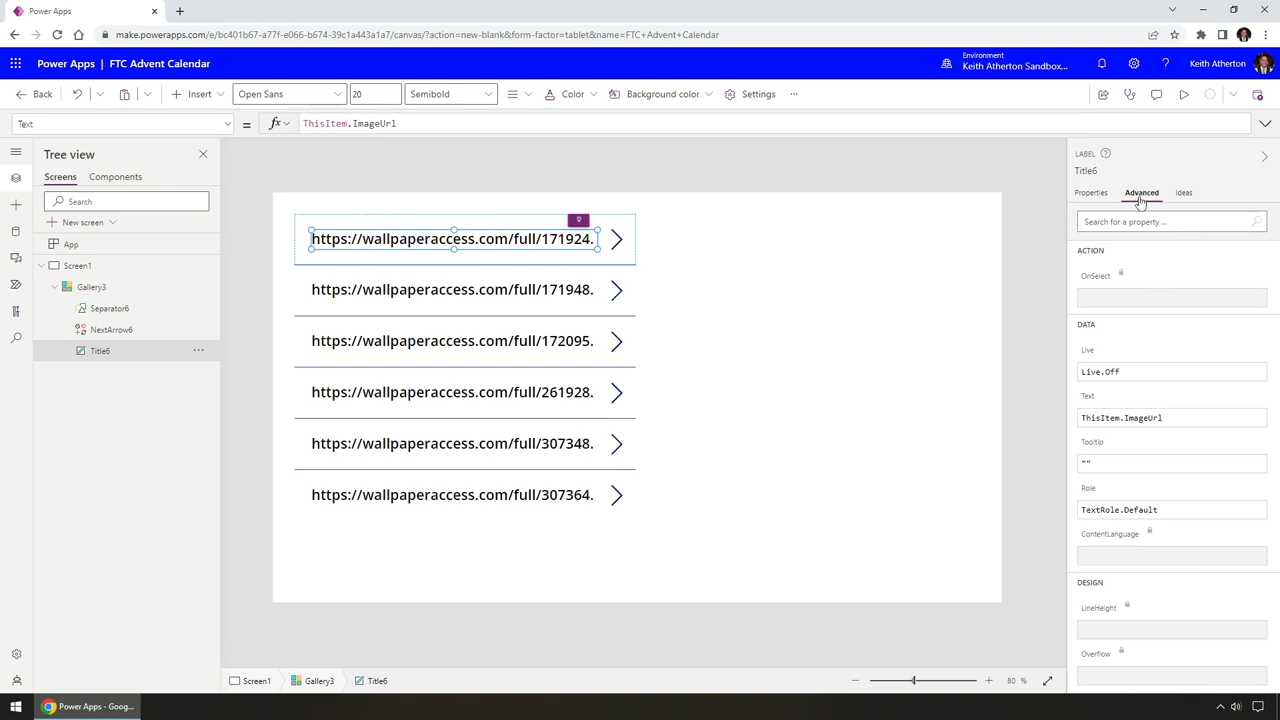 Power Apps
make.powerapps.com/e/bc401b67-a77f-e066-b674-39c1a443a1a7/canvas/?action=new-blank&form-factor=tablet&name=FTC+Advent+Calendar
Power Apps | FTC Advent Calendar
Environment
Keith Atherton Sandbox...
Keith Atherton
Back
Insert
Open Sans
20
Semibold
Color
Background color
Settings
...
Text
=
fx
ThisItem.ImageUrl
Tree view
Screens
Components
Search
New screen
App
Screen1
Gallery3
Separator6
NextArrow6
Title6
...
https://wallpaperaccess.com/full/171924.
https://wallpaperaccess.com/full/171948.
https://wallpaperaccess.com/full/172095.
https://wallpaperaccess.com/full/261928.
https://wallpaperaccess.com/full/307348.
https://wallpaperaccess.com/full/307364.
LABEL
Title6
Properties
Advanced
Ideas
Search for a property ...
ACTION
OnSelect
DATA
Live
Live.Off
Text
ThisItem.ImageUrl
Tooltip
""
Role
TextRole.Default
ContentLanguage
DESIGN
LineHeight
Overflow
Screen1
Gallery3
Title6
80 %
Power Apps - Goog...